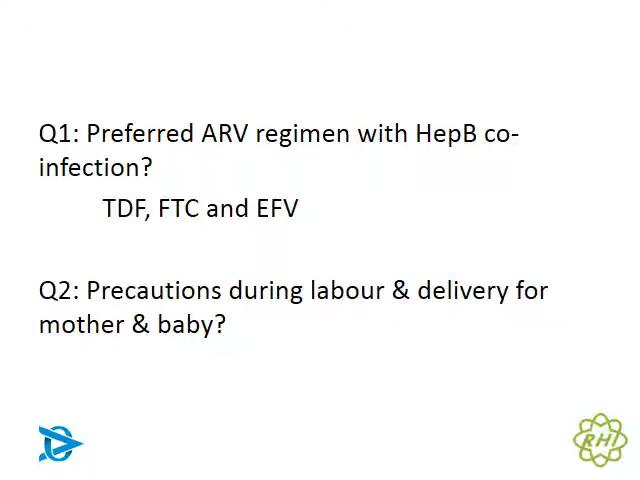 Q1: Preferred ARV regimen with HepB co-
infection?
TDF, FTC and EFV
Q2: Precautions during labour & delivery for
mother & baby?
RHI